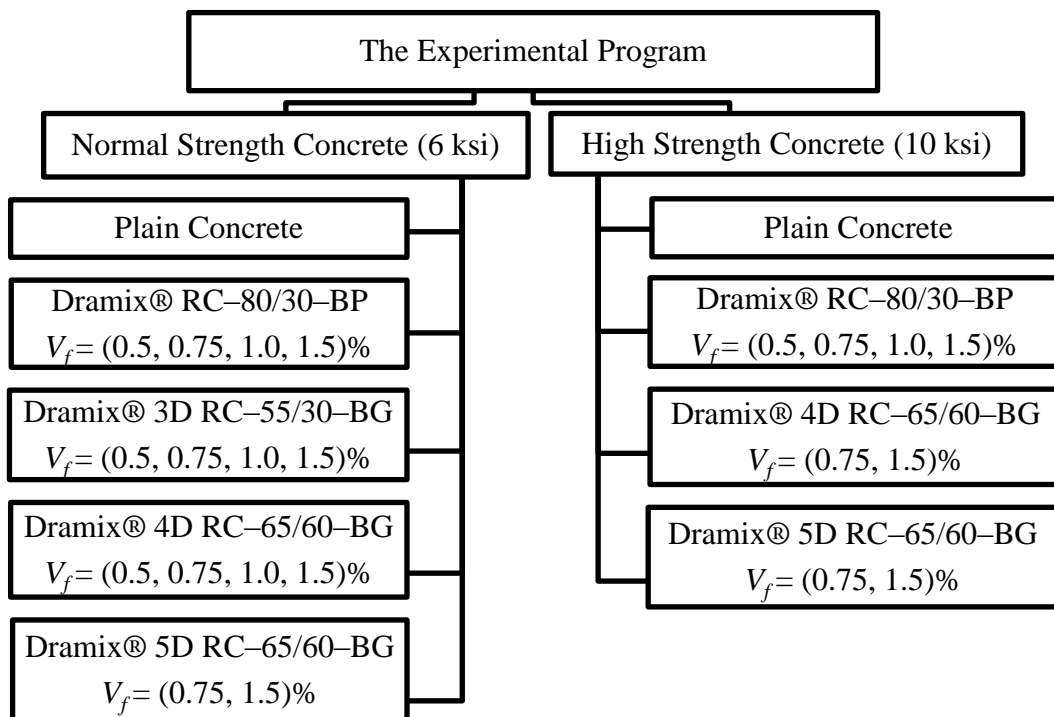 The Experimental Program
Normal Strength Concrete (6 ksi)
Plain Concrete
Dramix® RC–80/30–BP
Vf = (0.5, 0.75, 1.0, 1.5)%
Dramix® 3D RC–55/30–BG
Vf = (0.5, 0.75, 1.0, 1.5)%
Dramix® 4D RC–65/60–BG
Vf = (0.5, 0.75, 1.0, 1.5)%
Dramix® 5D RC–65/60–BG
Vf = (0.75, 1.5)%
High Strength Concrete (10 ksi)
Plain Concrete
Dramix® RC–80/30–BP
Vf = (0.5, 0.75, 1.0, 1.5)%
Dramix® 4D RC–65/60–BG
Vf = (0.75, 1.5)%
Dramix® 5D RC–65/60–BG
Vf = (0.75, 1.5)%